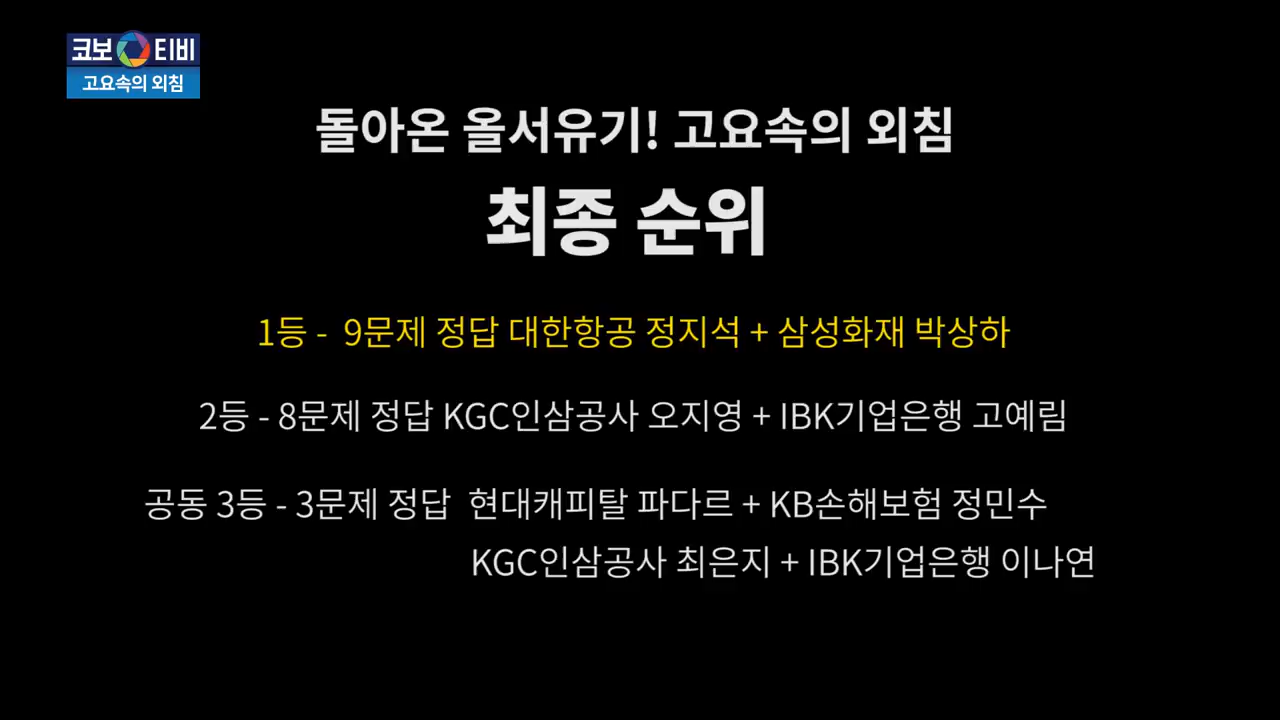 코보티비
고요속의 외침
돌아온 올서유기! 고요속의 외침
최종 순위
1등 - 9문제 정답 대한항공 정지석 + 삼성화재 박상하
2등 - 8문제 정답 KGC인삼공사 오지영 + IBK기업은행 고예림
공동 3등 - 3문제 정답 현대캐피탈 파다르 + KB손해보험 정민수
KGC인삼공사 최은지 + IBK기업은행 이나연